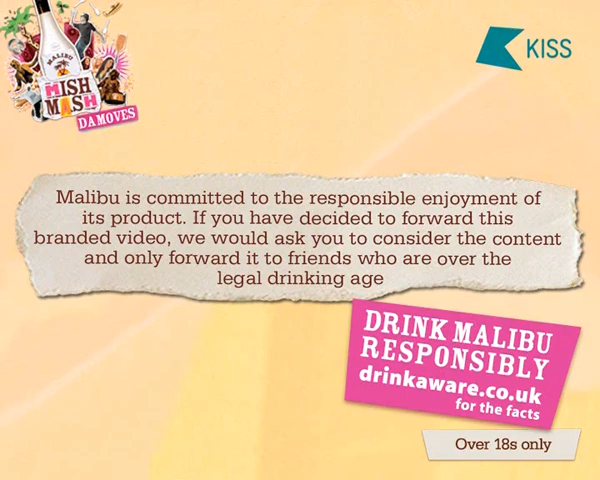 MALIBU
MISH
MASH
DAMOVES
KISS
Malibu is committed to the responsible enjoyment of
its product. If you have decided to forward this
branded video, we would ask you to consider the content
and only forward it to friends who are over the
legal drinking age
DRINK MALIBU
RESPONSIBLY
drinkaware.co.uk
for the facts
Over 18s only